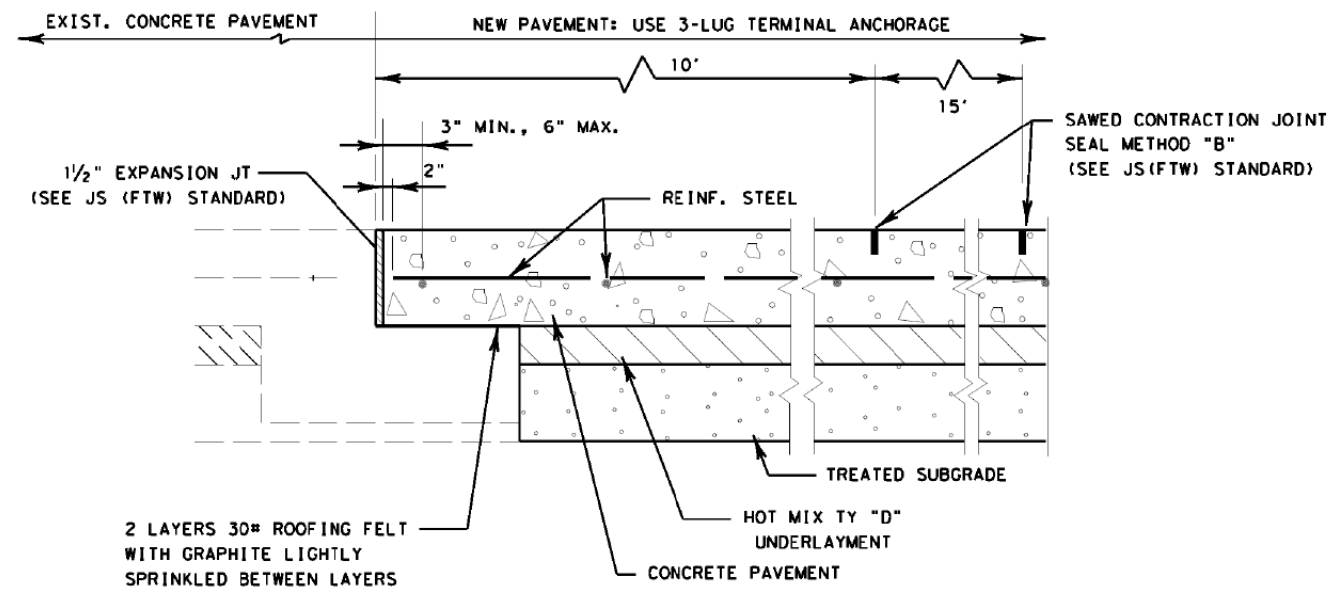 EXIST. CONCRETE PAVEMENT
NEW PAVEMENT: USE 3-LUG TERMINAL ANCHORAGE
10'
15'
3" MIN., 6" MAX.
2"
1½" EXPANSION JT
(SEE JS (FTW) STANDARD)
REINF. STEEL
SAWED CONTRACTION JOINT
SEAL METHOD "B"
(SEE JS(FTW) STANDARD)
TREATED SUBGRADE
HOT MIX TY "D"
UNDERLAYMENT
CONCRETE PAVEMENT
2 LAYERS 30# ROOFING FELT
WITH GRAPHITE LIGHTLY
SPRINKLED BETWEEN LAYERS